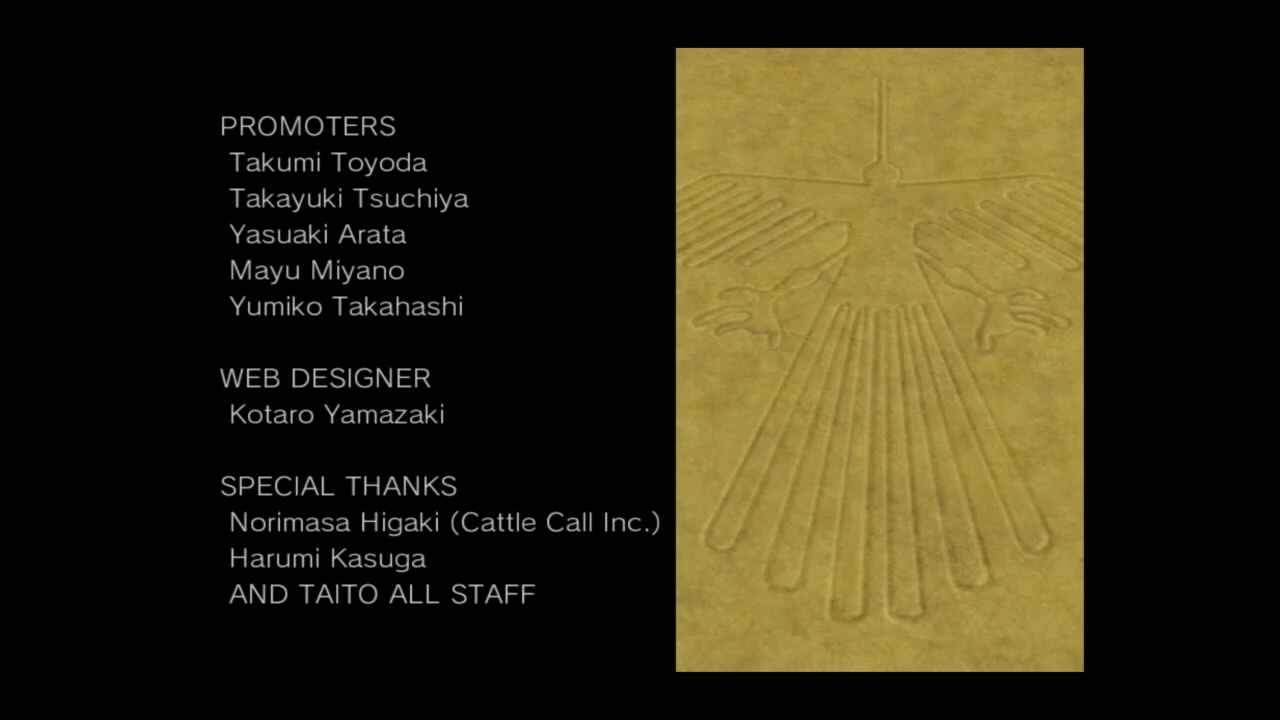 PROMOTERS
Takumi Toyoda
Takayuki Tsuchiya
Yasuaki Arata
Mayu Miyano
Yumiko Takahashi
WEB DESIGNER
Kotaro Yamazaki
SPECIAL THANKS
Norimasa Higaki (Cattle Call Inc.)
Harumi Kasuga
AND TAITO ALL STAFF